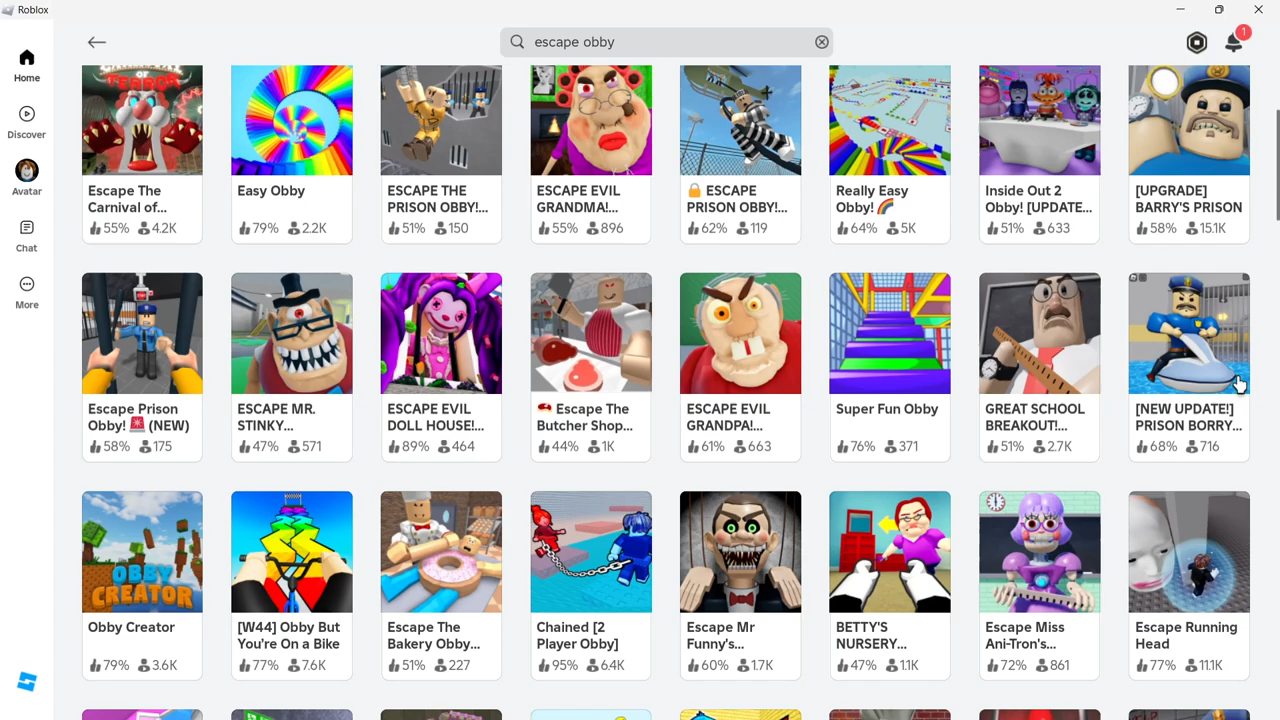 Roblox
escape obby
1
Home
Discover
Avatar
Chat
More
TERROR
Escape The
Carnival of...
55% 4.2K
Easy Obby
79% 2.2K
ESCAPE THE
PRISON OBBY!...
51% 150
ESCAPE EVIL
GRANDMA!...
55% 896
🔒 ESCAPE
PRISON OBBY!...
62% 119
Really Easy
Obby! 🌈
64% 5K
Inside Out 2
Obby! [UPDATE...
51% 633
[UPGRADE]
BARRY'S PRISON
58% 15.1K
Escape Prison
Obby! 🚨 (NEW)
58% 175
ESCAPE MR.
STINKY...
47% 571
ESCAPE EVIL
DOLL HOUSE!...
89% 464
🥩 Escape The
Butcher Shop...
44% 1K
ESCAPE EVIL
GRANDPA!...
61% 663
Super Fun Obby
76% 371
GREAT SCHOOL
BREAKOUT!...
51% 2.7K
[NEW UPDATE!]
PRISON BORRY...
68% 716
OBBY
CREATOR
Obby Creator
79% 3.6K
[W44] Obby But
You're On a Bike
77% 7.6K
Escape The
Bakery Obby...
51% 227
Chained [2
Player Obby]
95% 6.4K
Escape Mr
Funny's...
60% 1.7K
BETTY'S
NURSERY...
47% 1.1K
Escape Miss
Ani-Tron's...
72% 861
Escape Running
Head
77% 11.1K